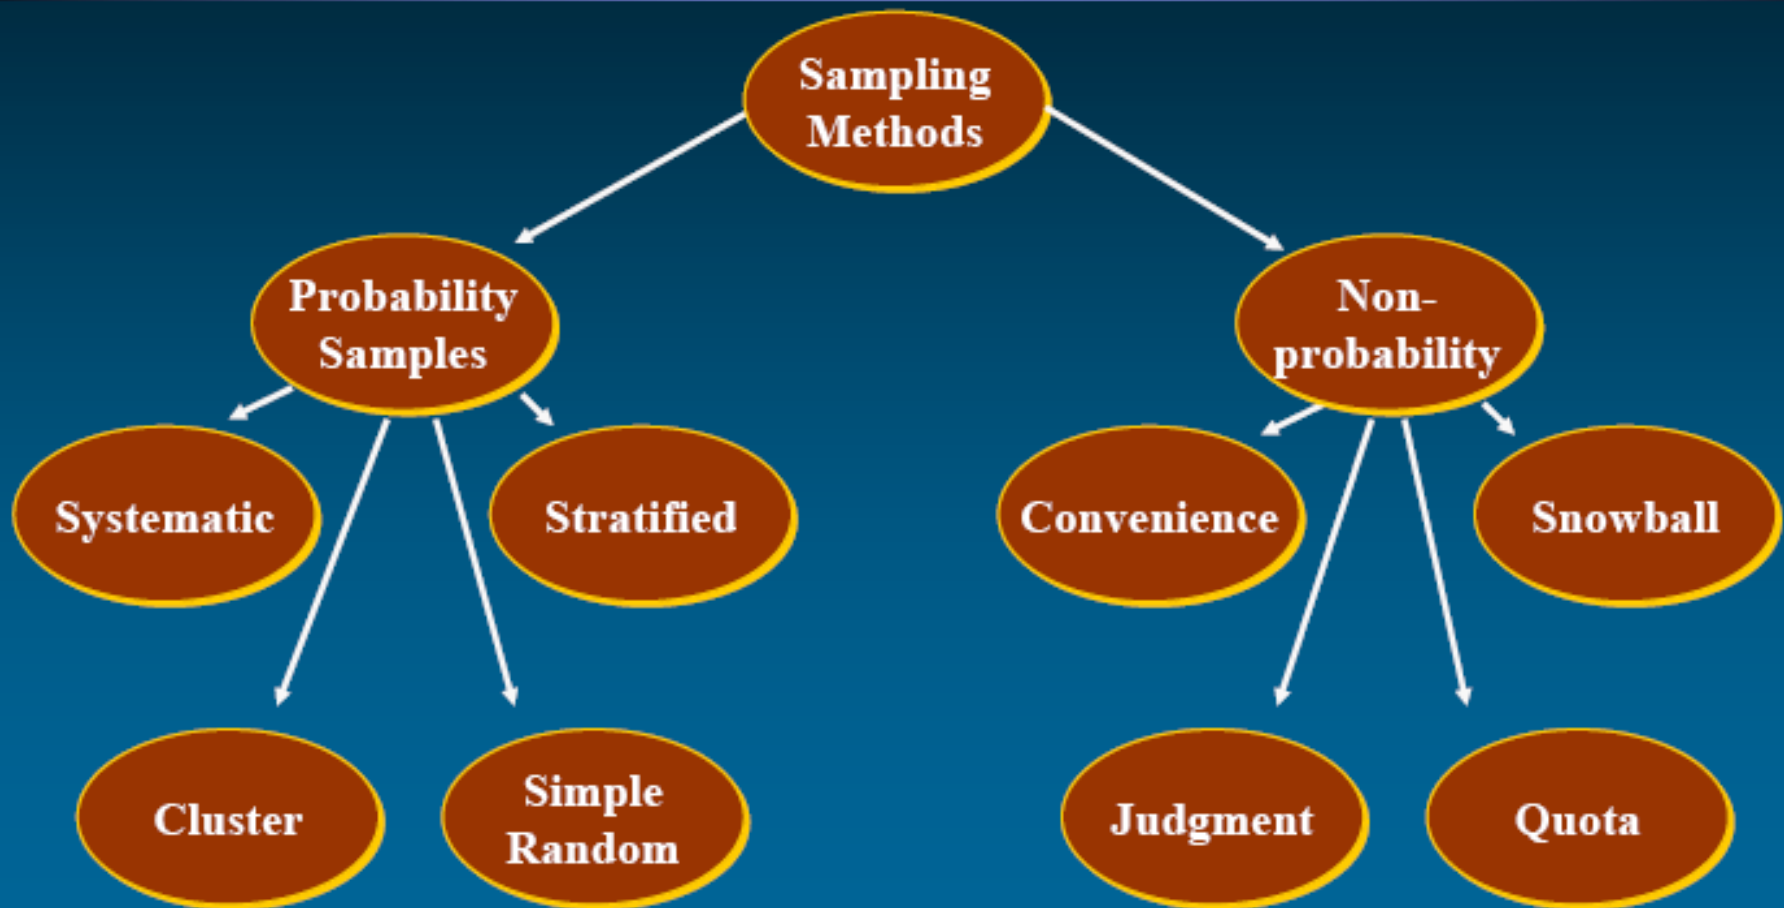 Sampling
Methods
Probability
Samples
Non-
probability
Systematic
Stratified
Convenience
Snowball
Cluster
Simple
Random
Judgment
Quota